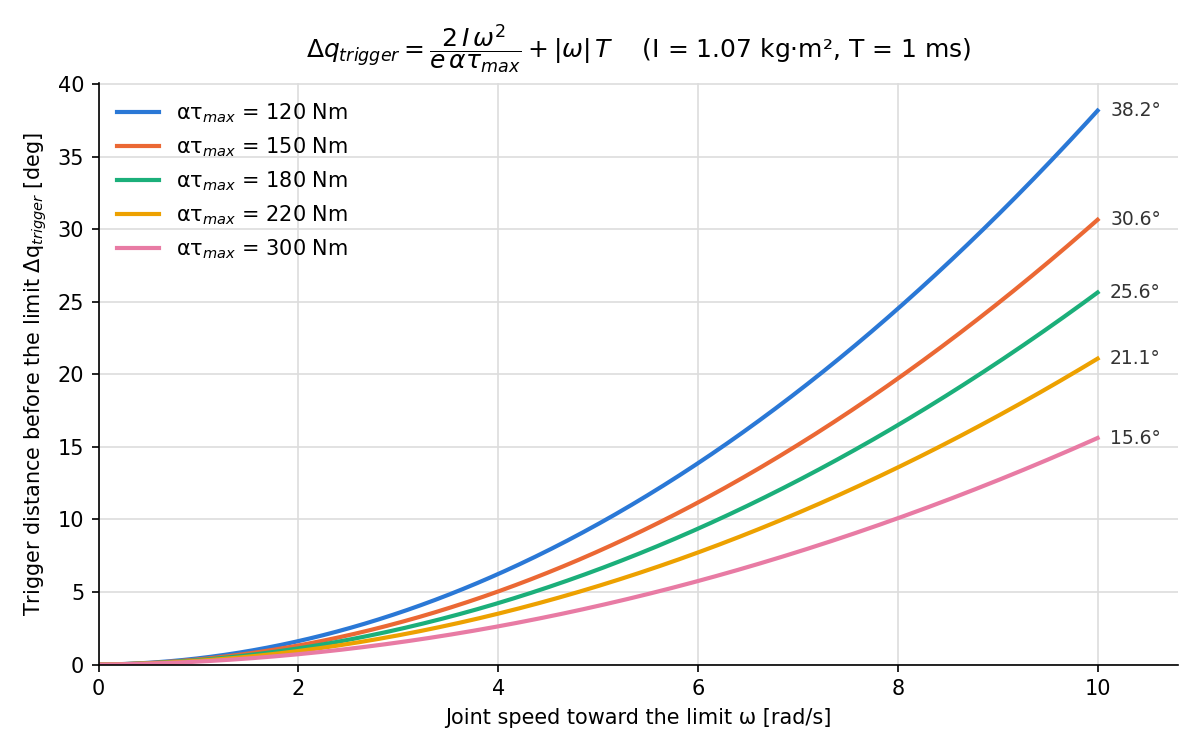 Δq_trigger = 2 I ω² / (e ατ_max) + |ω| T (I = 1.07 kg·m², T = 1 ms)
40
35
30
25
20
15
10
5
0
Trigger distance before the limit Δq_trigger [deg]
ατ_max = 120 Nm
ατ_max = 150 Nm
ατ_max = 180 Nm
ατ_max = 220 Nm
ατ_max = 300 Nm
38.2°
30.6°
25.6°
21.1°
15.6°
0 2 4 6 8 10
Joint speed toward the limit ω [rad/s]